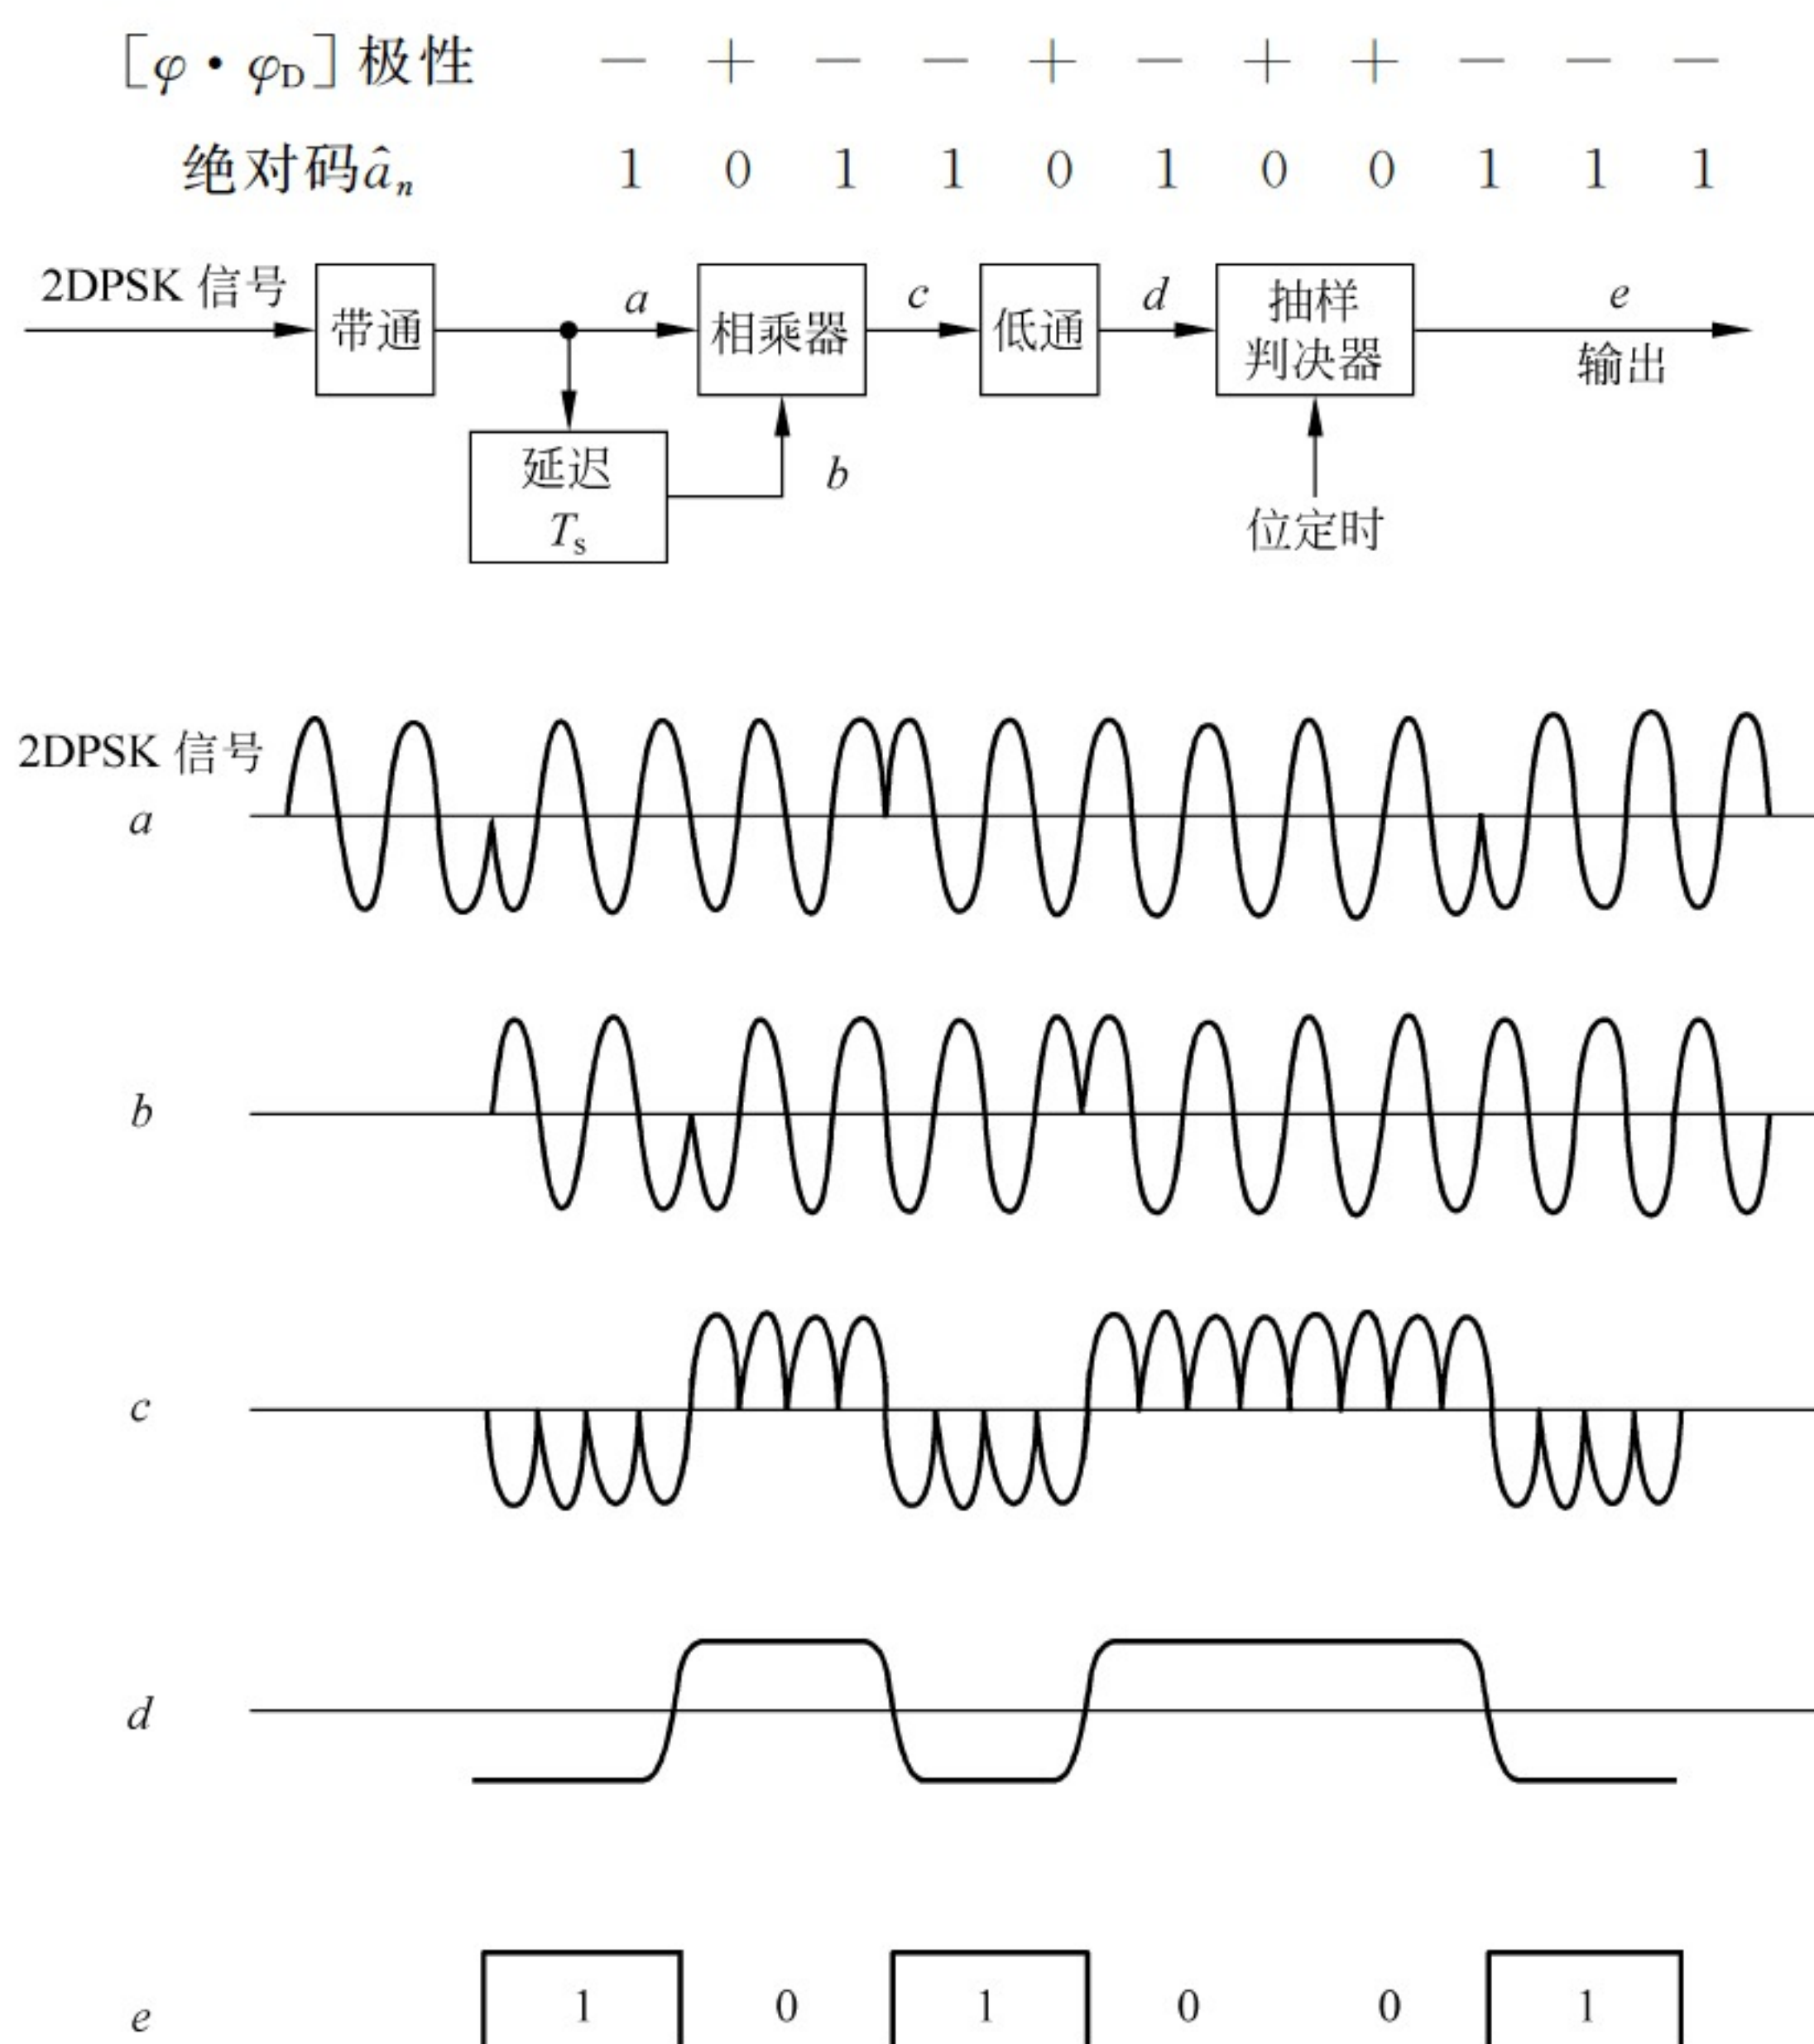 [φ・φD]极性 － ＋ － － ＋ － ＋ ＋ － － －
绝对码ân 1 0 1 1 0 1 0 0 1 1 1
2DPSK 信号 带通 a 相乘器 c 低通 d 抽样判决器 e 输出
延迟 Ts b
位定时
2DPSK 信号
a
b
c
d
e 1 0 1 0 0 1